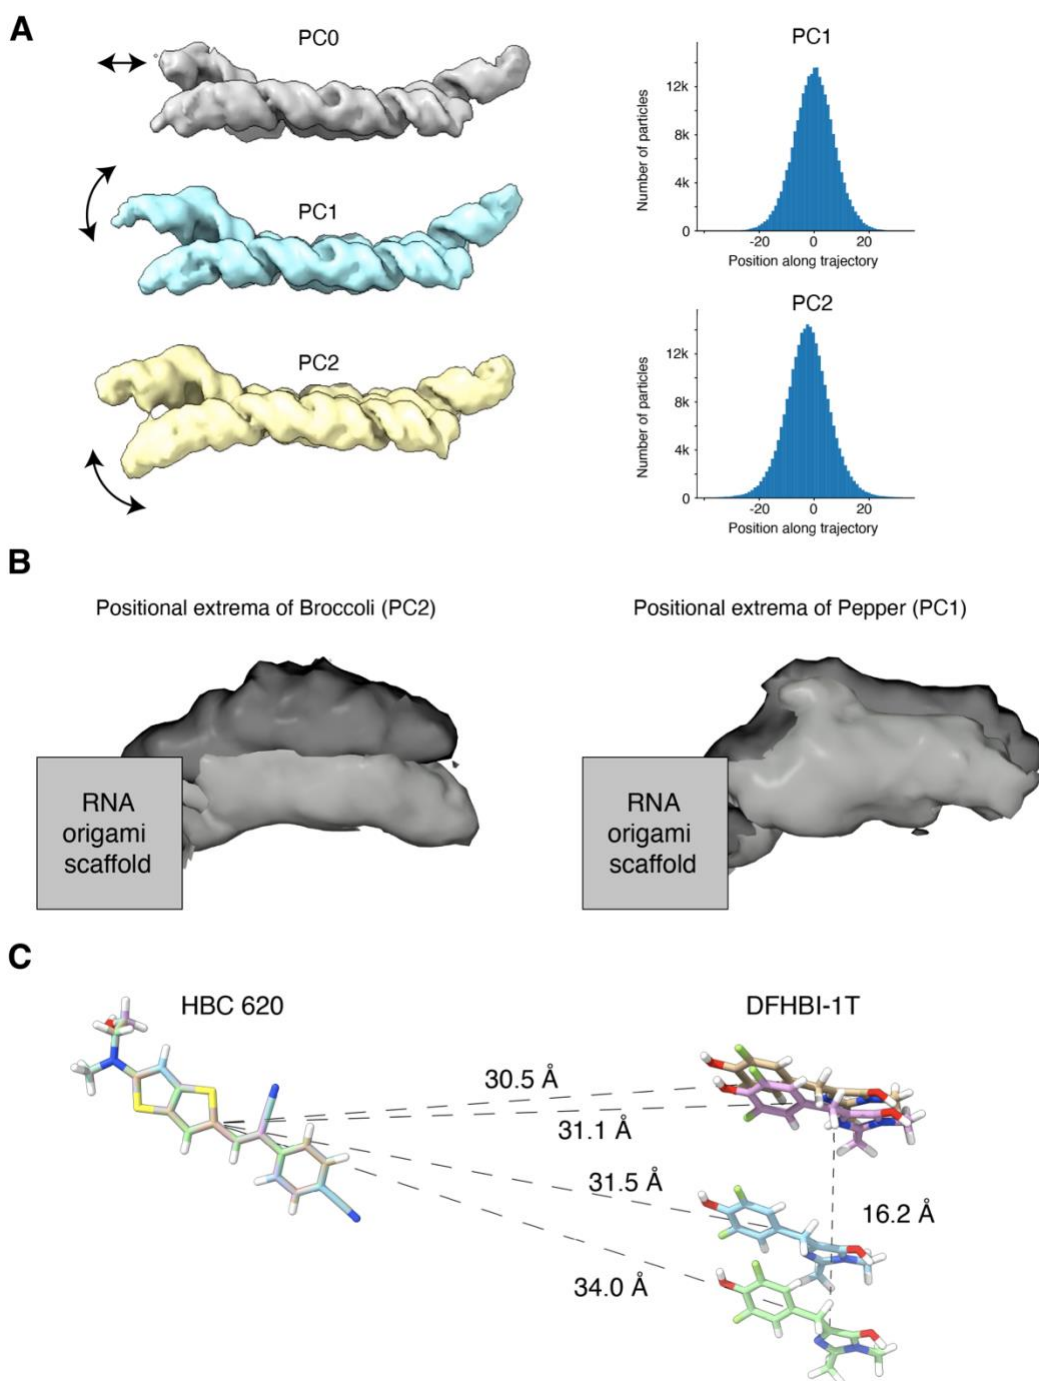 A
PC0
PC1
PC2
PC1
Number of particles
12k
8k
4k
0
-20 0 20
Position along trajectory
PC2
Number of particles
12k
8k
4k
0
-20 0 20
Position along trajectory
B
Positional extrema of Broccoli (PC2)
RNA
origami
scaffold
Positional extrema of Pepper (PC1)
RNA
origami
scaffold
C
HBC 620
DFHBI-1T
30.5 Å
31.1 Å
31.5 Å
16.2 Å
34.0 Å